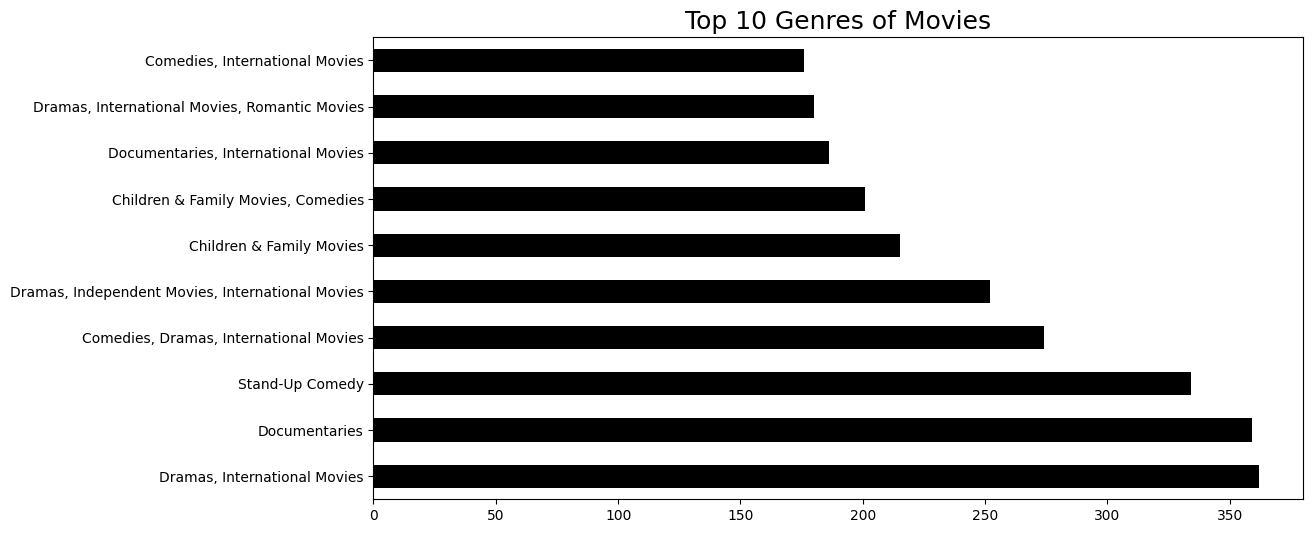 Top 10 Genres of Movies
Comedies, International Movies
Dramas, International Movies, Romantic Movies
Documentaries, International Movies
Children & Family Movies, Comedies
Children & Family Movies
Dramas, Independent Movies, International Movies
Comedies, Dramas, International Movies
Stand-Up Comedy
Documentaries
Dramas, International Movies
0 50 100 150 200 250 300 350